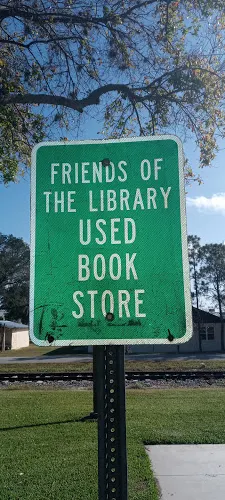 FRIENDS OF
THE LIBRARY
USED
BOOK
STORE